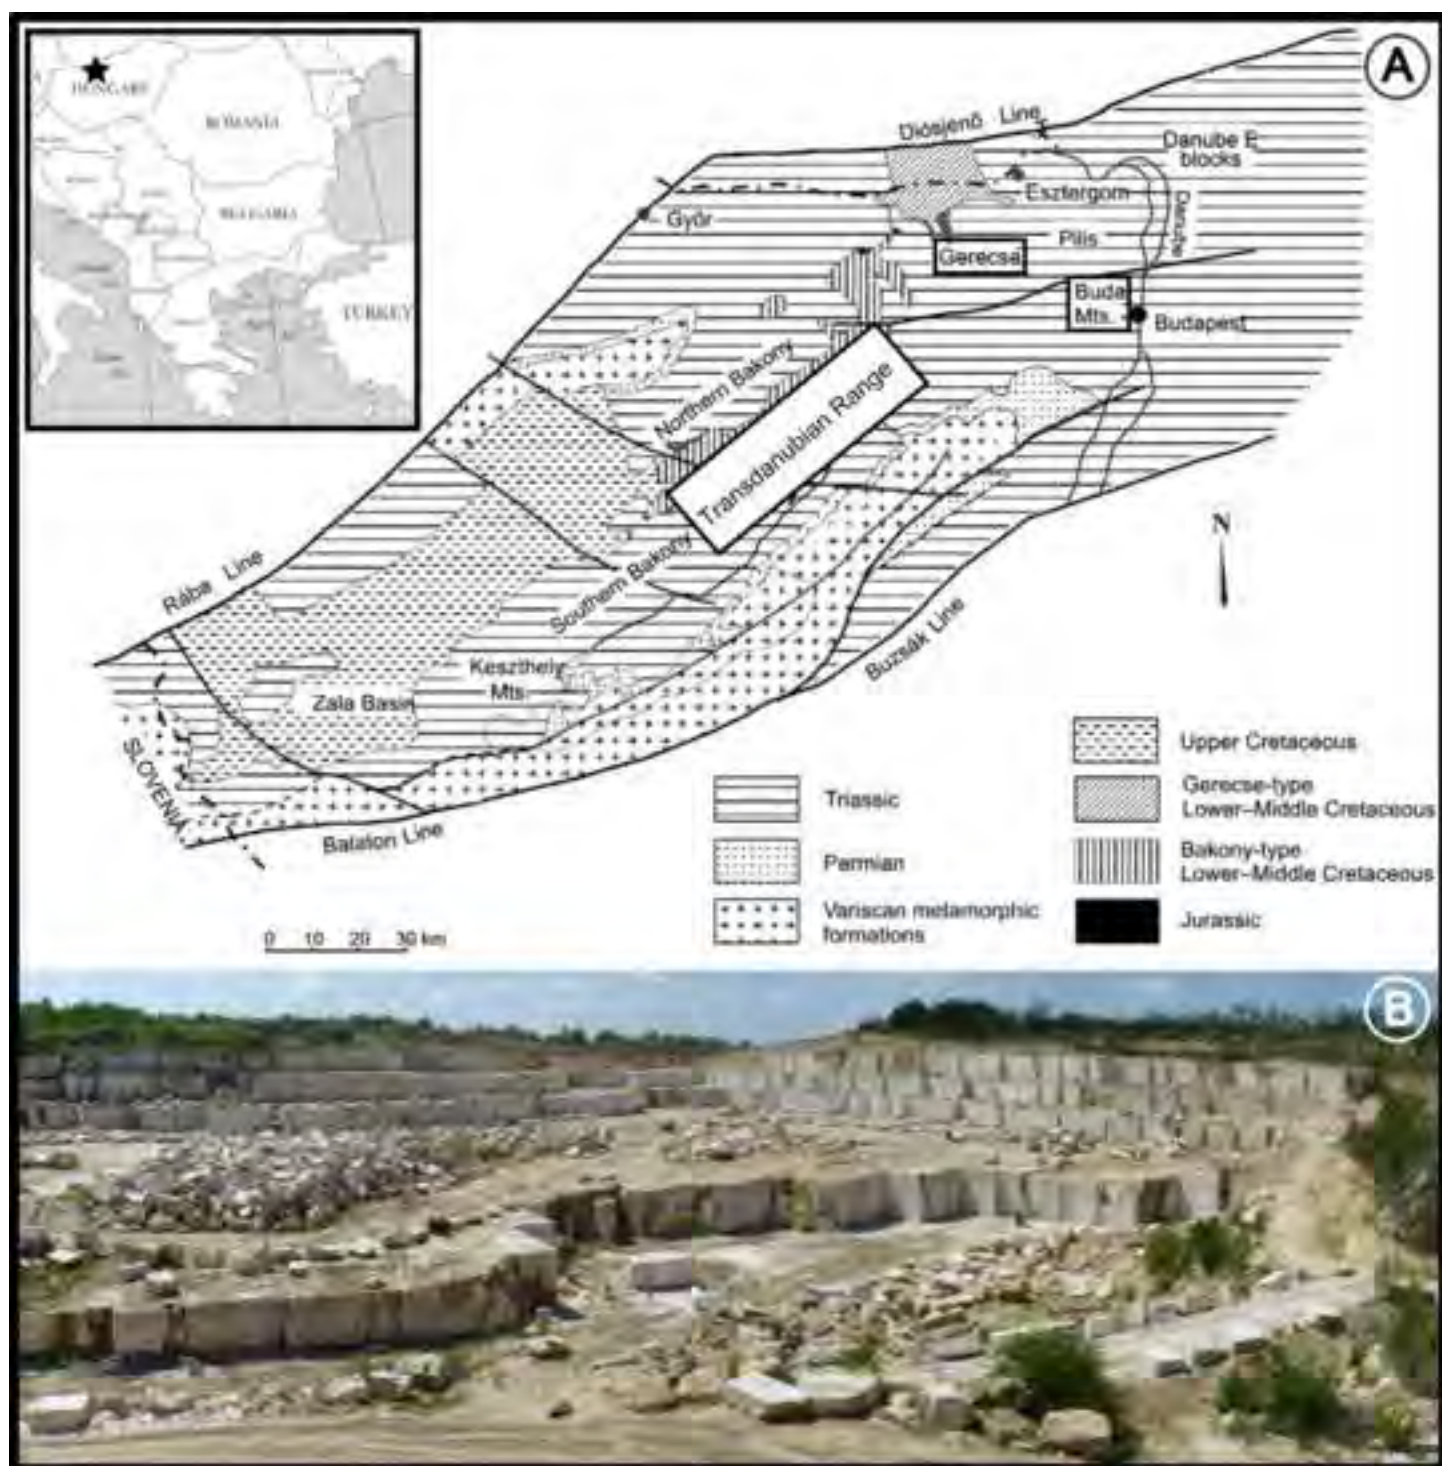 A
HUNGARY
ROMANIA
BULGARIA
TURKEY
Diósjenő Line
Danube E
blocks
Esztergom
Danube
Győr
Pilis
Gerecse
Buda
Mts.
Budapest
Northern Bakony
Transdanubian Range
Southern Bakony
Rába Line
Keszthely
Mts
Zala Basin
Buzsák Line
N
SLOVENIA
Balaton Line
Upper Cretaceous
Triassic
Gerecse-type
Lower–Middle Cretaceous
Permian
Bakony-type
Lower–Middle Cretaceous
Variscan metamorphic
formations
Jurassic
0 10 20 30 km
B